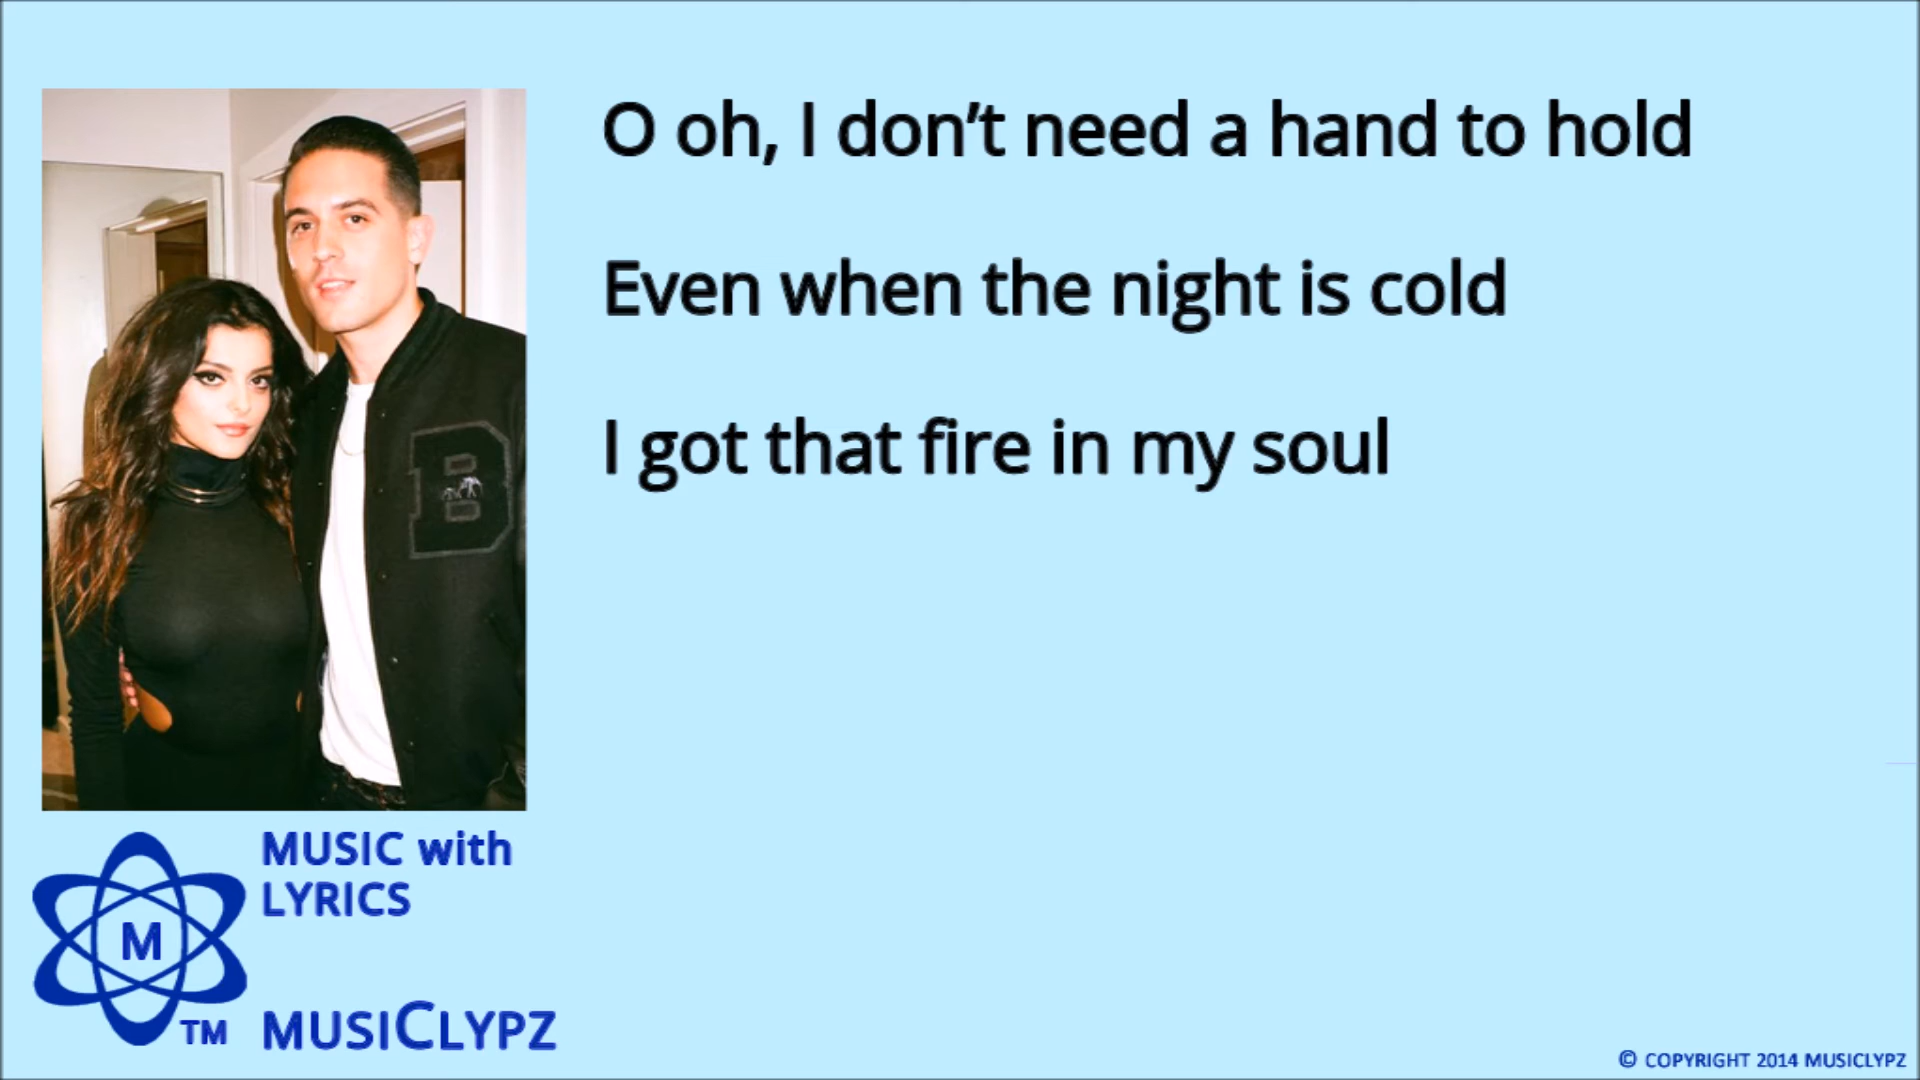 O oh, I don’t need a hand to hold
Even when the night is cold
I got that fire in my soul
B
MUSIC with
LYRICS
M
TM
MUSICLYPZ
© COPYRIGHT 2014 MUSICLYPZ